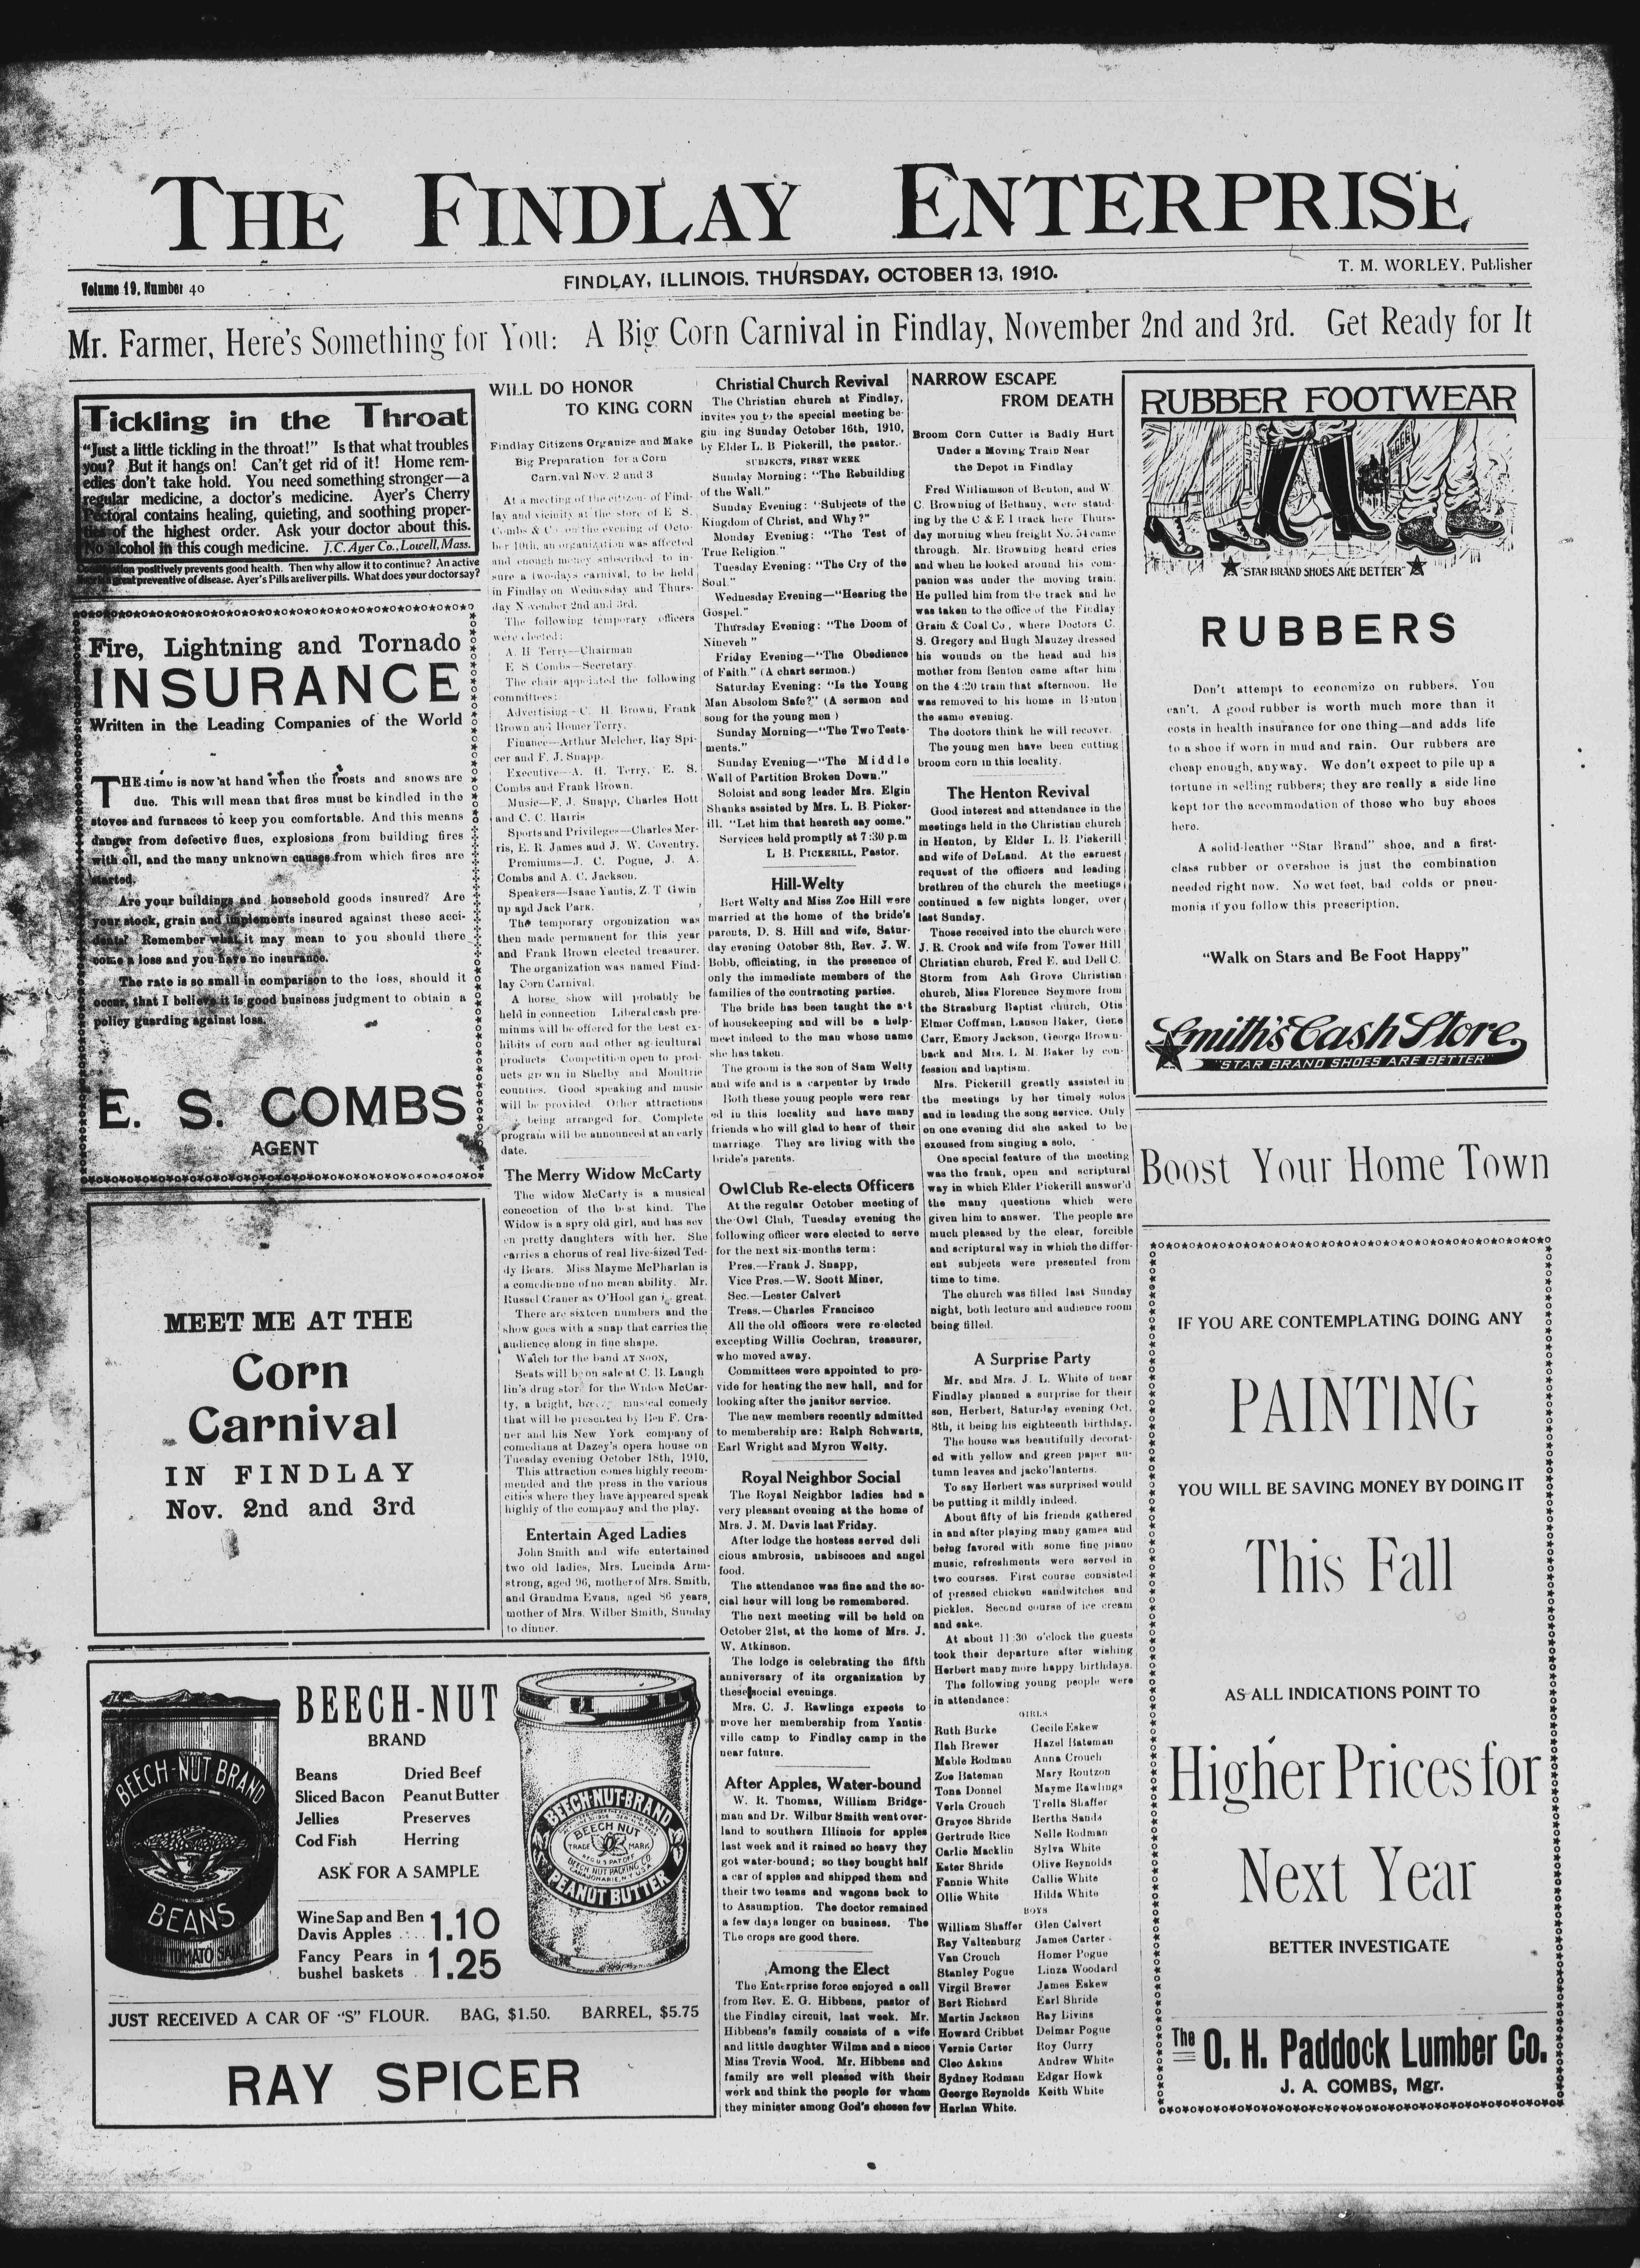 THE FINDLAY ENTERPRISE
Volume 19, Number 40
FINDLAY, ILLINOIS. THURSDAY, OCTOBER 13, 1910.
T. M. WORLEY, Publisher
Mr. Farmer, Here's Something for You: A Big Corn Carnival in Findlay, November 2nd and 3rd. Get Ready for It
Tickling in the Throat
"Just a little tickling in the throat!" Is that what troubles
you? But it hangs on! Can't get rid of it! Home rem-
edies don't take hold. You need something stronger—a
regular medicine, a doctor's medicine. Ayer's Cherry
Pectoral contains healing, quieting, and soothing proper-
ties of the highest order. Ask your doctor about this.
No alcohol in this cough medicine. J.C. Ayer Co., Lowell, Mass.
positively prevents good health. Then why allow it to continue? An active
great preventive of disease. Ayer's Pills are liver pills. What does your doctor say?
Fire, Lightning and Tornado
INSURANCE
Written in the Leading Companies of the World
THE time is now at hand when the frosts and snows are
due. This will mean that fires must be kindled in the
stoves and furnaces to keep you comfortable. And this means
danger from defective flues, explosions from building fires
with oil, and the many unknown causes from which fires are
started.
Are your buildings and household goods insured? Are
your stock, grain and implements insured against these acci-
dents? Remember what it may mean to you should there
come a loss and you have no insurance.
The rate is so small in comparison to the loss, should it
occur, that I believe it is good business judgment to obtain a
policy guarding against loss.
E. S. COMBS
AGENT
MEET ME AT THE
Corn
Carnival
IN FINDLAY
Nov. 2nd and 3rd
BEECH-NUT BRAND
BEANS
TOMATO SAUCE
BEECH-NUT
BRAND
Beans Dried Beef
Sliced Bacon Peanut Butter
Jellies Preserves
Cod Fish Herring
ASK FOR A SAMPLE
Wine Sap and Ben
Davis Apples .... 1.10
Fancy Pears in
bushel baskets .. 1.25
BEECH-NUT-BRAND
BEECH NUT
TRADE MARK
REG U.S PAT OFF
BEECH NUT PACKING CO
CANAJOHARIE, N.Y. U.S.A
PEANUT BUTTER
JUST RECEIVED A CAR OF "S" FLOUR. BAG, $1.50. BARREL, $5.75
RAY SPICER
WILL DO HONOR
TO KING CORN
Findlay Citizens Organize and Make
Big Preparation for a Corn
Carnival Nov. 2 and 3
At a meeting of the citizens of Find-
lay and vicinity at the store of E S.
Combs & Co on the evening of Octo-
ber 10th, an organization was affected
and enough money subscribed to in-
sure a two-days carnival, to be held
in Findlay on Wednesday and Thurs-
day November 2nd and 3rd.
The following temporary officers
were elected:
A. H Terry—Chairman
E S Combs—Secretary.
The chair appointed the following
committees:
Advertising—C. H. Brown, Frank
Brown and Homer Terry.
Finance—Arthur Melcher, Ray Spi-
cer and F. J. Snapp.
Executive—A. H. Terry, E. S.
Combs and Frank Brown.
Music—F. J. Snapp, Charles Hott
and C. C. Harris
Sports and Privileges—Charles Mer-
ris, E. R. James and J. W. Coventry.
Premiums—J. C. Pogue, J. A.
Combs and A. C. Jackson.
Speakers—Isaac Yantis, Z. T Gwin
up and Jack Park.
The temporary orgonization was
then made permanent for this year
and Frank Brown elected treasurer.
The organization was named Find-
lay Corn Carnival.
A horse show will probably be
held in connection Liberal cash pre-
miums will be offered for the best ex-
hibits of corn and other agricultural
products Competition open to prod-
ucts grown in Shelby and Moultrie
counties. Good speaking and music
will be provided. Other attractions
being arranged for. Complete
program will be announced at an early
date.
The Merry Widow McCarty
The widow McCarty is a musical
concoction of the best kind. The
Widow is a spry old girl, and has sev
en pretty daughters with her. She
carries a chorus of real live-sized Ted-
dy Bears. Miss Mayme McPharlan is
a comedienne of no mean ability. Mr.
Russel Craner as O'Hool gan is great.
There are sixteen numbers and the
show goes with a snap that carries the
audience along in fine shape.
Watch for the band AT NOON,
Seats will be on sale at C. B. Laugh
lin's drug store for the Widow McCar-
ty, a bright, breezy musical comedy
that will be presented by Ben F. Cra-
ner and his New York company of
comedians at Dazey's opera house on
Tuesday evening October 18th, 1910.
This attraction comes highly recom-
mended and the press in the various
cities where they have appeared speak
highly of the company and the play.
Entertain Aged Ladies
John Smith and wife entertained
two old ladies, Mrs. Lucinda Arm-
strong, aged 96, mother of Mrs. Smith,
and Grandma Evans, aged 86 years,
mother of Mrs. Wilber Smith, Sunday
to dinner.
Christial Church Revival
The Christian church at Findlay,
invites you to the special meeting be-
gin ing Sunday October 16th, 1910,
by Elder L. B Pickerill, the pastor.
SUBJECTS, FIRST WEEK
Sunday Morning: "The Rebuilding
of the Wall."
Sunday Evening: "Subjects of the
Kingdom of Christ, and Why?"
Monday Evening: "The Test of
True Religion."
Tuesday Evening: "The Cry of the
Soul."
Wednesday Evening—"Hearing the
Gospel."
Thursday Evening: "The Doom of
Nineveh"
Friday Evening—"The Obedience
of Faith." (A chart sermon.)
Saturday Evening: "Is the Young
Man Absolom Safe?" (A sermon and
song for the young men )
Sunday Morning—"The Two Testa-
ments."
Sunday Evening—"The Middle
Wall of Partition Broken Down."
Soloist and song leader Mrs. Elgin
Shanks assisted by Mrs. L. B. Picker-
ill. "Let him that heareth say come."
Services held promptly at 7:30 p.m
L B. PICKERILL, Pastor.
Hill-Welty
Bert Welty and Miss Zoe Hill were
married at the home of the bride's
parents, D. S. Hill and wife, Satur-
day evening October 8th, Rev. J. W.
Bobb, officiating, in the presence of
only the immediate members of the
families of the contracting parties.
The bride has been taught the art
of housekeeping and will be a help-
meet indeed to the man whose name
she has taken.
The groom is the son of Sam Welty
and wife and is a carpenter by trade
Both these young people were rear
ed in this locality and have many
friends who will glad to hear of their
marriage. They are living with the
bride's parents.
Owl Club Re-elects Officers
At the regular October meeting of
the Owl Club, Tuesday evening the
following officer were elected to serve
for the next six-months term:
Pres.—Frank J. Snapp,
Vice Pres.—W. Scott Miner,
Sec.—Lester Calvert
Treas.—Charles Francisco
All the old officers were re-elected
excepting Willis Cochran, treasurer,
who moved away.
Committees were appointed to pro-
vide for heating the new hall, and for
looking after the janitor service.
The new members recently admitted
to membership are: Ralph Schwartz,
Earl Wright and Myron Welty.
Royal Neighbor Social
The Royal Neighbor ladies had a
very pleasant evening at the home of
Mrs. J. M. Davis last Friday.
After lodge the hostess served deli
cious ambrosia, nabiscoes and angel
food.
The attendance was fine and the so-
cial hour will long be remembered.
The next meeting will be held on
October 21st, at the home of Mrs. J.
W. Atkinson.
The lodge is celebrating the fifth
anniversary of its organization by
these social evenings.
Mrs. C. J. Rawlings expects to
move her membership from Yantis
ville camp to Findlay camp in the
near future.
After Apples, Water-bound
W. R. Thomas, William Bridge-
man and Dr. Wilbur Smith went over-
land to southern Illinois for apples
last week and it rained so heavy they
got water-bound; so they bought half
a car of apples and shipped them and
their two teams and wagons back to
to Assumption. The doctor remained
a few days longer on business. The
The crops are good there.
Among the Elect
The Enterprise force enjoyed a call
from Rev. E. G. Hibbens, pastor of
the Findlay circuit, last week. Mr.
Hibbens's family consists of a wife
and little daughter Wilma and a niece
Miss Trevia Wood. Mr. Hibbens and
family are well pleased with their
work and think the people for whom
they minister among God's chosen few
NARROW ESCAPE
FROM DEATH
Broom Corn Cutter is Badly Hurt
Under a Moving Train Near
the Depot in Findlay
Fred Williamson of Benton, and W
C. Browning of Bethany, were stand-
ing by the C & E I track here Thurs-
day morning when freight No. 54 came
through. Mr. Browning heard cries
and when he looked around his com-
panion was under the moving train.
He pulled him from the track and he
was taken to the office of the Findlay
Grain & Coal Co, where Doctors C.
S. Gregory and Hugh Mauzey dressed
his wounds on the head and his
mother from Benton came after him
on the 4:20 train that afternoon. He
was removed to his home in Benton
the same evening.
The doctors think he will recover.
The young men have been cutting
broom corn in this locality.
The Henton Revival
Good interest and attendance in the
meetings held in the Christian church
in Henton, by Elder L. B. Pickerill
and wife of DeLand. At the earnest
request of the officers and leading
brethren of the church the meetings
continued a few nights longer, over
last Sunday.
Those received into the church were
J. R. Crook and wife from Tower Hill
Christian church, Fred E. and Dell C.
Storm from Ash Grove Christian
church, Miss Florence Seymore from
the Strasburg Baptist church, Otis
Elmer Coffman, Lanson Baker, Gene
Carr, Emory Jackson, George Brown-
back and Mrs. L. M. Baker by con-
fession and baptism.
Mrs. Pickerill greatly assisted in
the meetings by her timely solos
and in leading the song service. Only
on one evening did she asked to be
excused from singing a solo.
One special feature of the meeting
was the frank, open and scriptural
way in which Elder Pickerill answer'd
the many questions which were
given him to answer. The people are
much pleased by the clear, forcible
and scriptural way in which the differ-
ent subjects were presented from
time to time.
The church was filled last Sunday
night, both lecture and audience room
being filled.
A Surprise Party
Mr. and Mrs. J. L. White of near
Findlay planned a surprise for their
son, Herbert, Saturday evening Oct.
8th, it being his eighteenth birthday.
The house was beautifully decorat-
ed with yellow and green paper au-
tumn leaves and jacko'lanterns.
To say Herbert was surprised would
be putting it mildly indeed.
About fifty of his friends gathered
in and after playing many games and
being favored with some fine piano
music, refreshments were served in
two courses. First course consisted
of pressed chicken sandwitches and
pickles. Second course of ice cream
and cake.
At about 11:30 o'clock the guests
took their departure after wishing
Herbert many more happy birthdays.
The following young people were
in attendance:
GIRLS
Ruth Burke Cecile Eskew
Ilah Brewer Hazel Bateman
Mable Rodman Anna Crouch
Zoe Bateman Mary Routzon
Tona Donnel Mayme Rawlings
Verla Crouch Trella Shaffer
Grayce Shride Bertha Sands
Gertrude Rice Nelle Rodman
Carlie Macklin Sylva White
Ester Shride Olive Reynolds
Fannie White Callie White
Ollie White Hilda White
BOYS
William Shaffer Glen Calvert
Ray Valtenburg James Carter
Van Crouch Homer Pogue
Stanley Pogue Linza Woodard
Virgil Brewer James Eskew
Bert Richard Earl Shride
Martin Jackson Ray Livins
Howard Cribbet Delmar Pogue
Vernie Carter Roy Curry
Cleo Askins Andrew White
Sydney Rodman Edgar Howk
George Reynolds Keith White
Harlan White.
RUBBER FOOTWEAR
"STAR BRAND SHOES ARE BETTER"
RUBBERS
Don't attempt to economize on rubbers. You
can't. A good rubber is worth much more than it
costs in health insurance for one thing—and adds life
to a shoe if worn in mud and rain. Our rubbers are
cheap enough, anyway. We don't expect to pile up a
fortune in selling rubbers; they are really a side line
kept for the accommodation of those who buy shoes
here.
A solid-leather "Star Brand" shoe, and a first-
class rubber or overshoe is just the combination
needed right now. No wet feet, bad colds or pneu-
monia if you follow this prescription.
"Walk on Stars and Be Foot Happy"
Smith's Cash Store
"STAR BRAND SHOES ARE BETTER"
Boost Your Home Town
IF YOU ARE CONTEMPLATING DOING ANY
PAINTING
YOU WILL BE SAVING MONEY BY DOING IT
This Fall
AS ALL INDICATIONS POINT TO
Higher Prices for
Next Year
BETTER INVESTIGATE
The O. H. Paddock Lumber Co.
J. A. COMBS, Mgr.